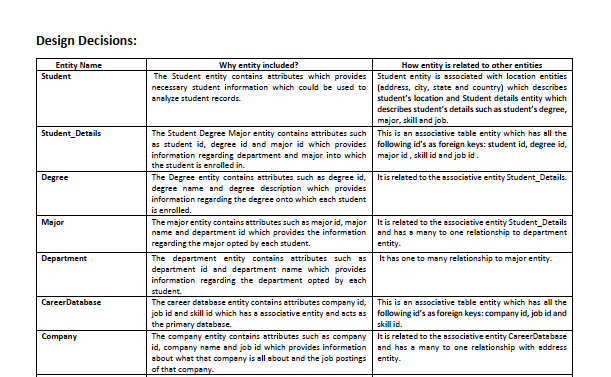 Design Decisions:
Entity Name
Why entity included?
How entity is related to other entities
Student
The Student entity contains attributes which provides
necessary student information which could be used to
analyze student records.
Student entity is associated with location entities
(address, city, state and country) which describes
student's location and Student details entity which
describes student's details such as student's degree,
major, skill and job.
Student_Details
The Student Degree Major entity contains attributes such
as student id, degree id and major id which provides
information regarding department and major into which
the student is enrolled in.
This is an associative table entity which has all the
following id's as foreign keys: student id, degree id,
major id , skill id and job id .
Degree
The Degree entity contains attributes such as degree id,
degree name and degree description which provides
information regarding the degree onto which each student
is enrolled.
It is related to the associative entity Student_Details.
Major
The major entity contains attributes such as major id, major
name and department id which provides the information
regarding the major opted by each student.
It is related to the associative entity Student_Details
and has a many to one relationship to department
entity.
Department
The department entity contains attributes such as
department id and department name which provides
information regarding the department opted by each
student.
It has one to many relationship to major entity.
CareerDatabase
The career database entity contains attributes company id,
job id and skill id which has a associative entity and acts as
the primary database.
This is an associative table entity which has all the
following id's as foreign keys: company id, job id and
skill id.
Company
The company entity contains attributes such as company
id, company name and job id which provides information
about what that company is all about and the job postings
of that company.
It is related to the associative entity CareerDatabase
and has a many to one relationship with address
entity.